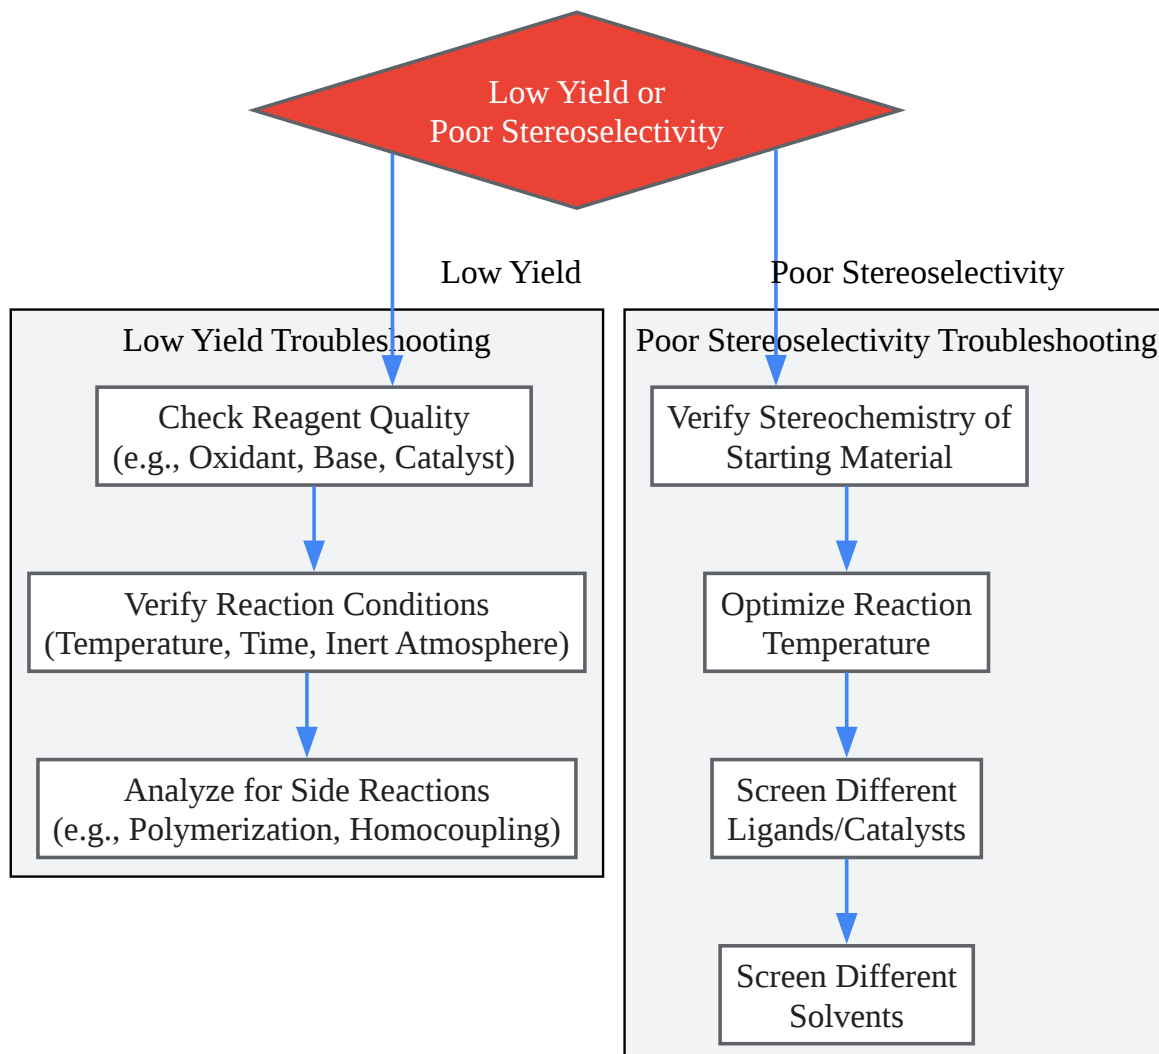 Low Yield or
Poor Stereoselectivity
Low Yield
Poor Stereoselectivity
Low Yield Troubleshooting
Check Reagent Quality
(e.g., Oxidant, Base, Catalyst)
Verify Reaction Conditions
(Temperature, Time, Inert Atmosphere)
Analyze for Side Reactions
(e.g., Polymerization, Homocoupling)
Poor Stereoselectivity Troubleshooting
Verify Stereochemistry of
Starting Material
Optimize Reaction
Temperature
Screen Different
Ligands/Catalysts
Screen Different
Solvents